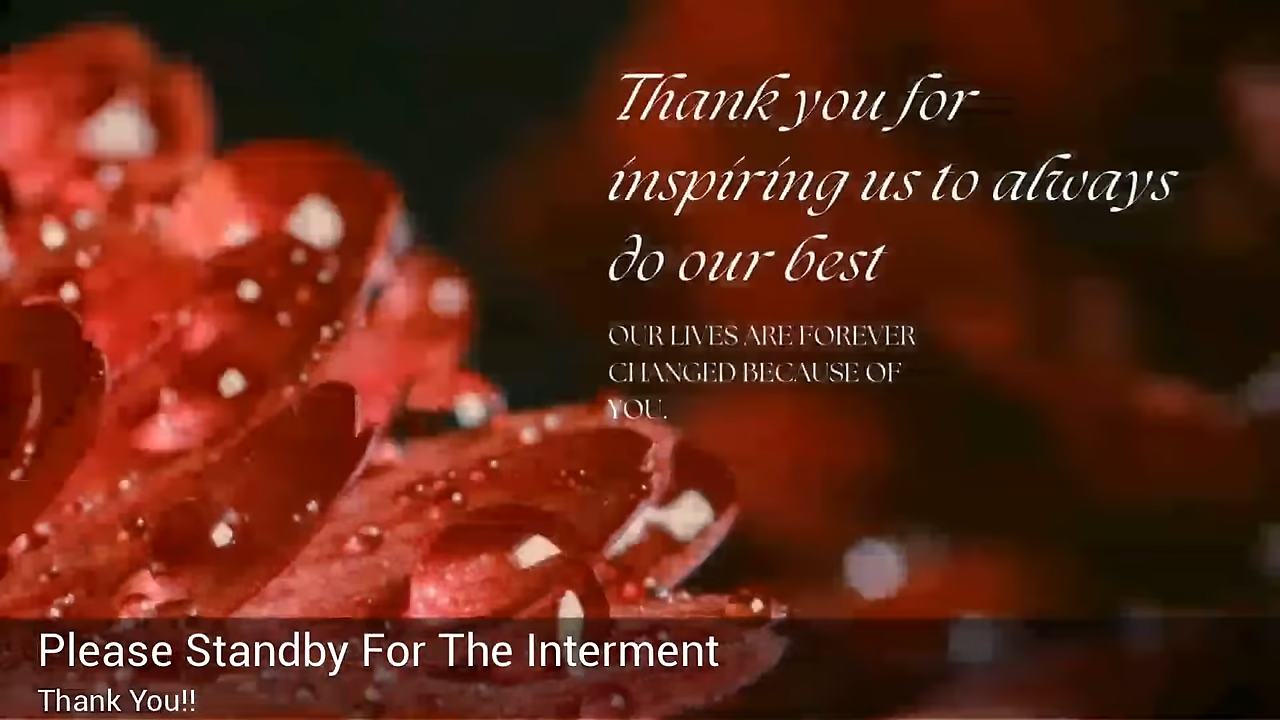 Thank you for
inspiring us to always
do our best
OUR LIVES ARE FOREVER
CHANGED BECAUSE OF
YOU.
Please Standby For The Interment
Thank You!!